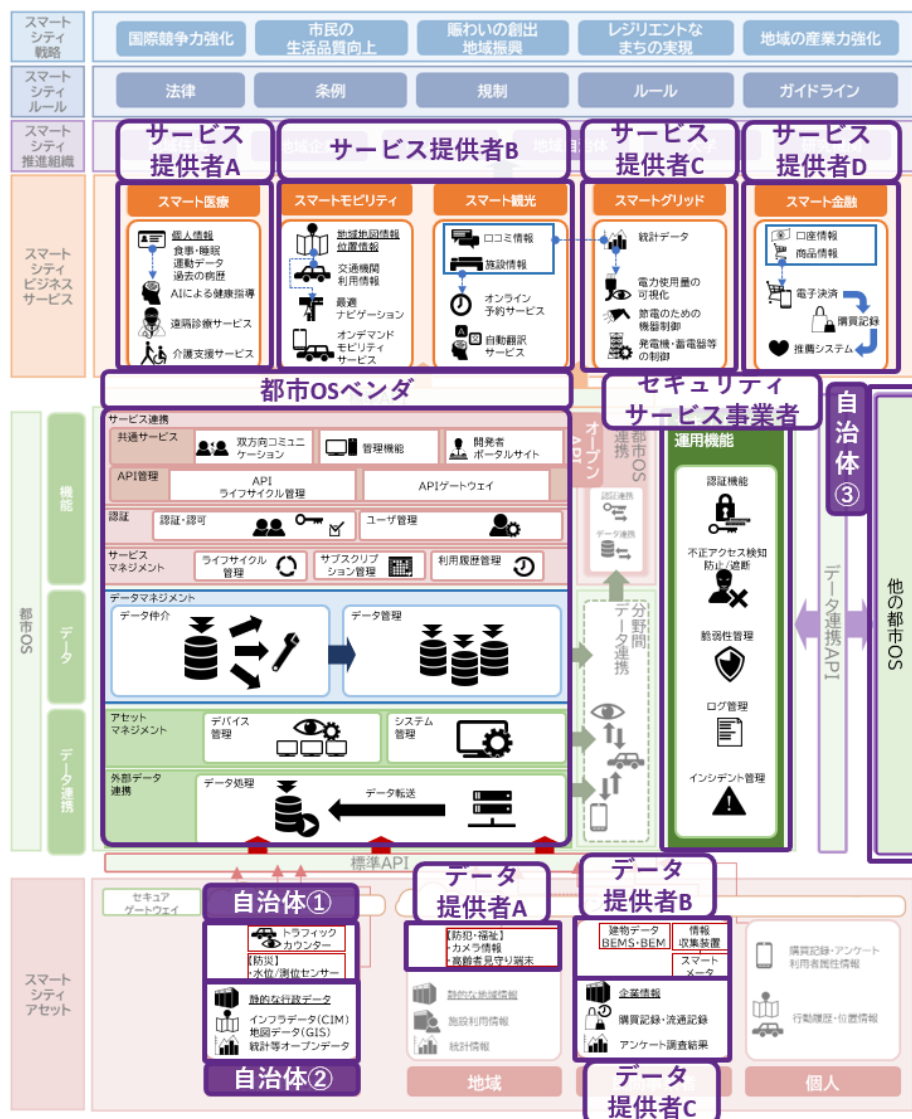 スマート
シティ
戦略
国際競争力強化
市民の
生活品質向上
賑わいの創出
地域振興
レジリエントな
まちの実現
地域の産業力強化
スマート
シティ
ルール
法律
条例
規制
ルール
ガイドライン
スマート
シティ
推進組織
サービス
提供者A
サービス提供者B
サービス
提供者C
サービス
提供者D
スマート
シティ
ビジネス
サービス
スマート医療
個人情報
食事・睡眠
運動データ
過去の病歴
AIによる健康指導
遠隔診療サービス
介護支援サービス
スマートモビリティ
地域地図情報
位置情報
交通機関
利用情報
最適
ナビゲーション
オンデマンド
モビリティ
サービス
スマート観光
口コミ情報
施設情報
オンライン
予約サービス
自動翻訳
サービス
スマートグリッド
統計データ
電力使用量の
可視化
節電のための
機器制御
発電機・蓄電器等
の制御
スマート金融
口座情報
商品情報
電子決済
購買記録
推薦システム
都市OSベンダ
セキュリティ
サービス事業者
自治体③
都市OS
機能
データ
データ連携
サービス連携
共通サービス
双方向コミュニ
ケーション
管理機能
開発者
ポータルサイト
API管理
API
ライフサイクル管理
APIゲートウェイ
認証
認証・認可
ユーザ管理
サービス
マネジメント
ライフサイクル
管理
サブスクリプ
ション管理
利用履歴管理
データマネジメント
データ仲介
データ管理
アセット
マネジメント
デバイス
管理
システム
管理
外部データ
連携
データ処理
データ転送
オープン
API
都市OS
連携
認証連携
データ連携
分野間
データ連携
運用機能
認証機能
不正アクセス検知
防止/遮断
脆弱性管理
ログ管理
インシデント管理
データ連携API
他の都市OS
標準API
スマート
シティ
アセット
セキュア
ゲートウェイ
自治体①
トラフィック
カウンター
【防災】
・水位/測位センサー
静的な行政データ
インフラデータ(CIM)
地図データ(GIS)
統計等オープンデータ
自治体②
データ
提供者A
【防犯・福祉】
・カメラ情報
・高齢者見守り端末
静的な地域情報
施設利用情報
統計情報
地域
データ
提供者B
建物データ
BEMS・BEM
情報
収集装置
スマート
メータ
企業情報
購買記録・流通記録
アンケート調査結果
データ
提供者C
購買記録・アンケート
利用者属性情報
行動履歴・位置情報
個人